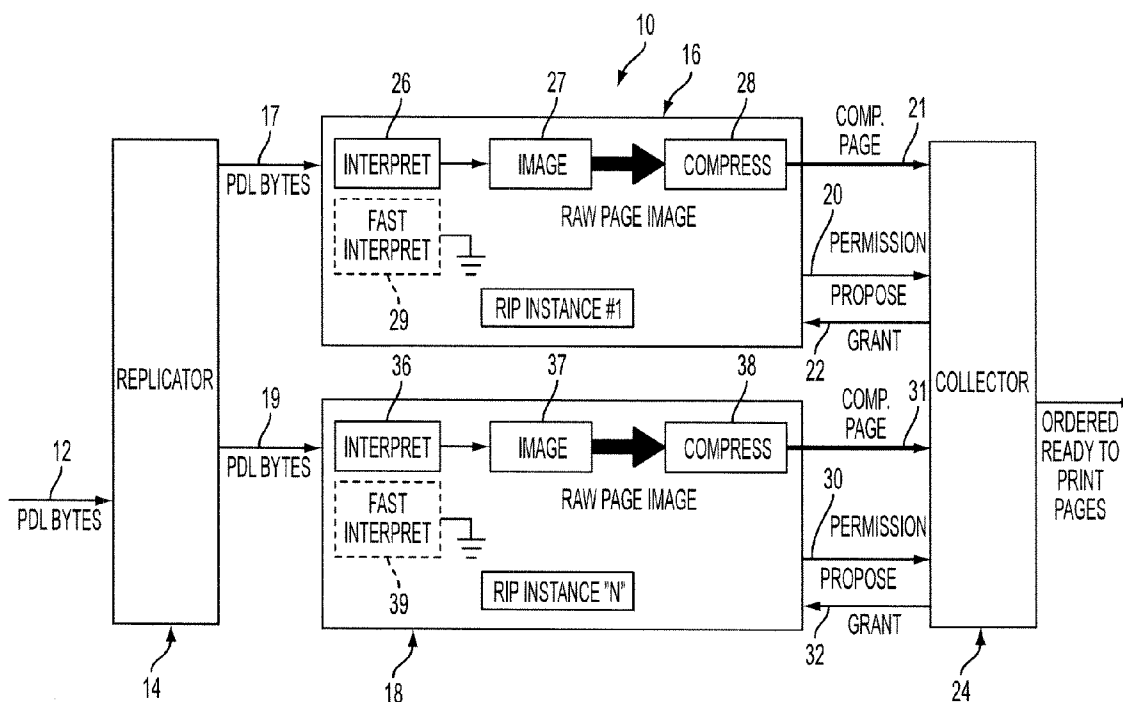 10
16
26
27
28
21
17
COMP.
PAGE
PDL BYTES
INTERPRET
IMAGE
COMPRESS
RAW PAGE IMAGE
FAST
INTERPRET
29
20
PERMISSION
PROPOSE
RIP INSTANCE #1
GRANT
22
REPLICATOR
COLLECTOR
12
PDL BYTES
19
PDL BYTES
36
37
38
31
COMP.
PAGE
INTERPRET
IMAGE
COMPRESS
RAW PAGE IMAGE
FAST
INTERPRET
39
30
PERMISSION
PROPOSE
RIP INSTANCE "N"
GRANT
32
ORDERED
READY TO
PRINT
PAGES
14
18
24